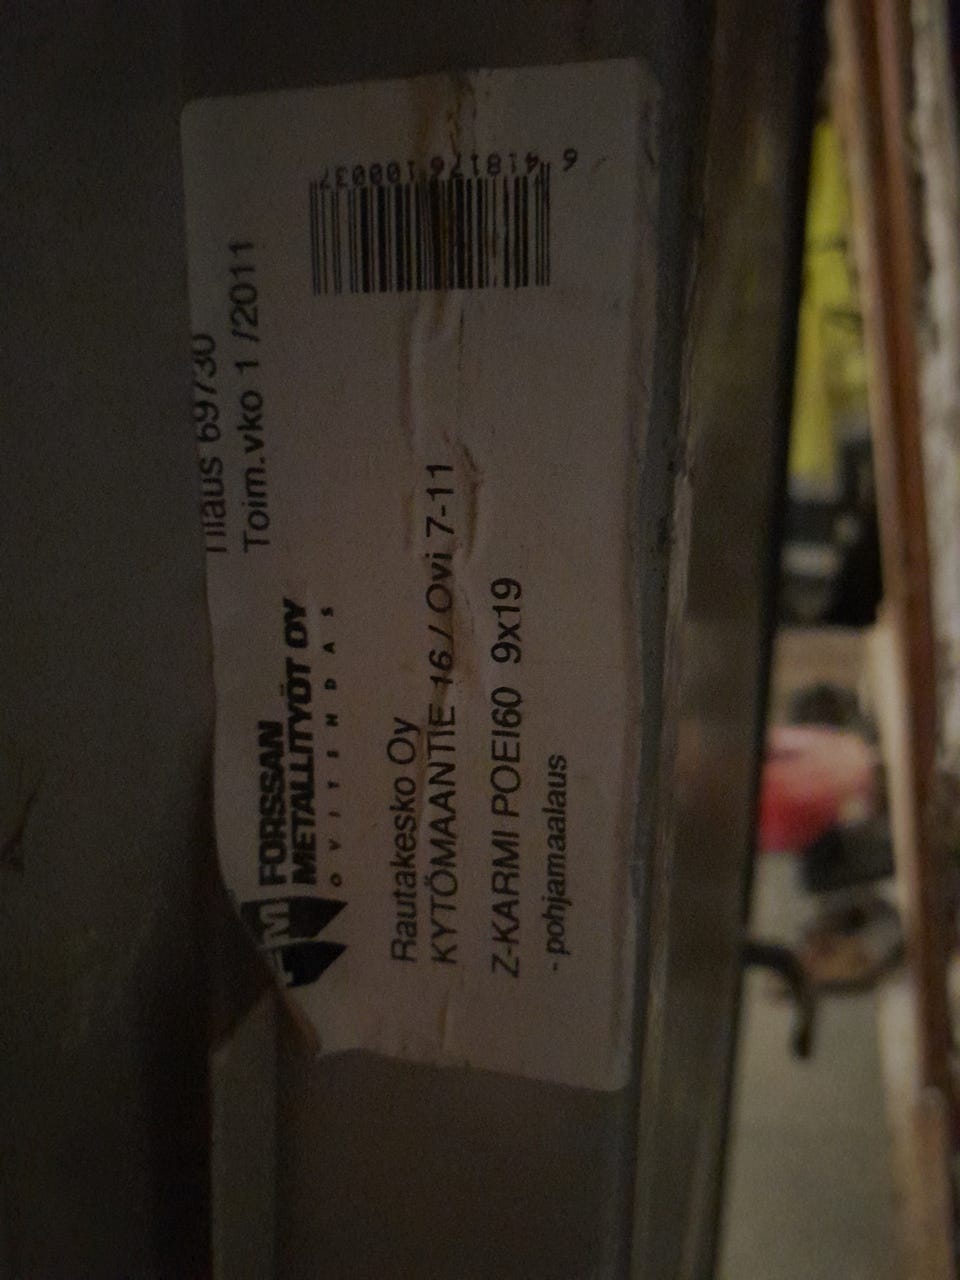 FM
FORSSAN
METALLITYÖT OY
OVITEHDAS
Tilaus 69730
Toim.vko 1 /2011
6 418176 100037
Rautakesko Oy
KYTÖMAANTIE 16 / Ovi 7-11
Z-KARMI POEI60 9x19
- pohjamaalaus